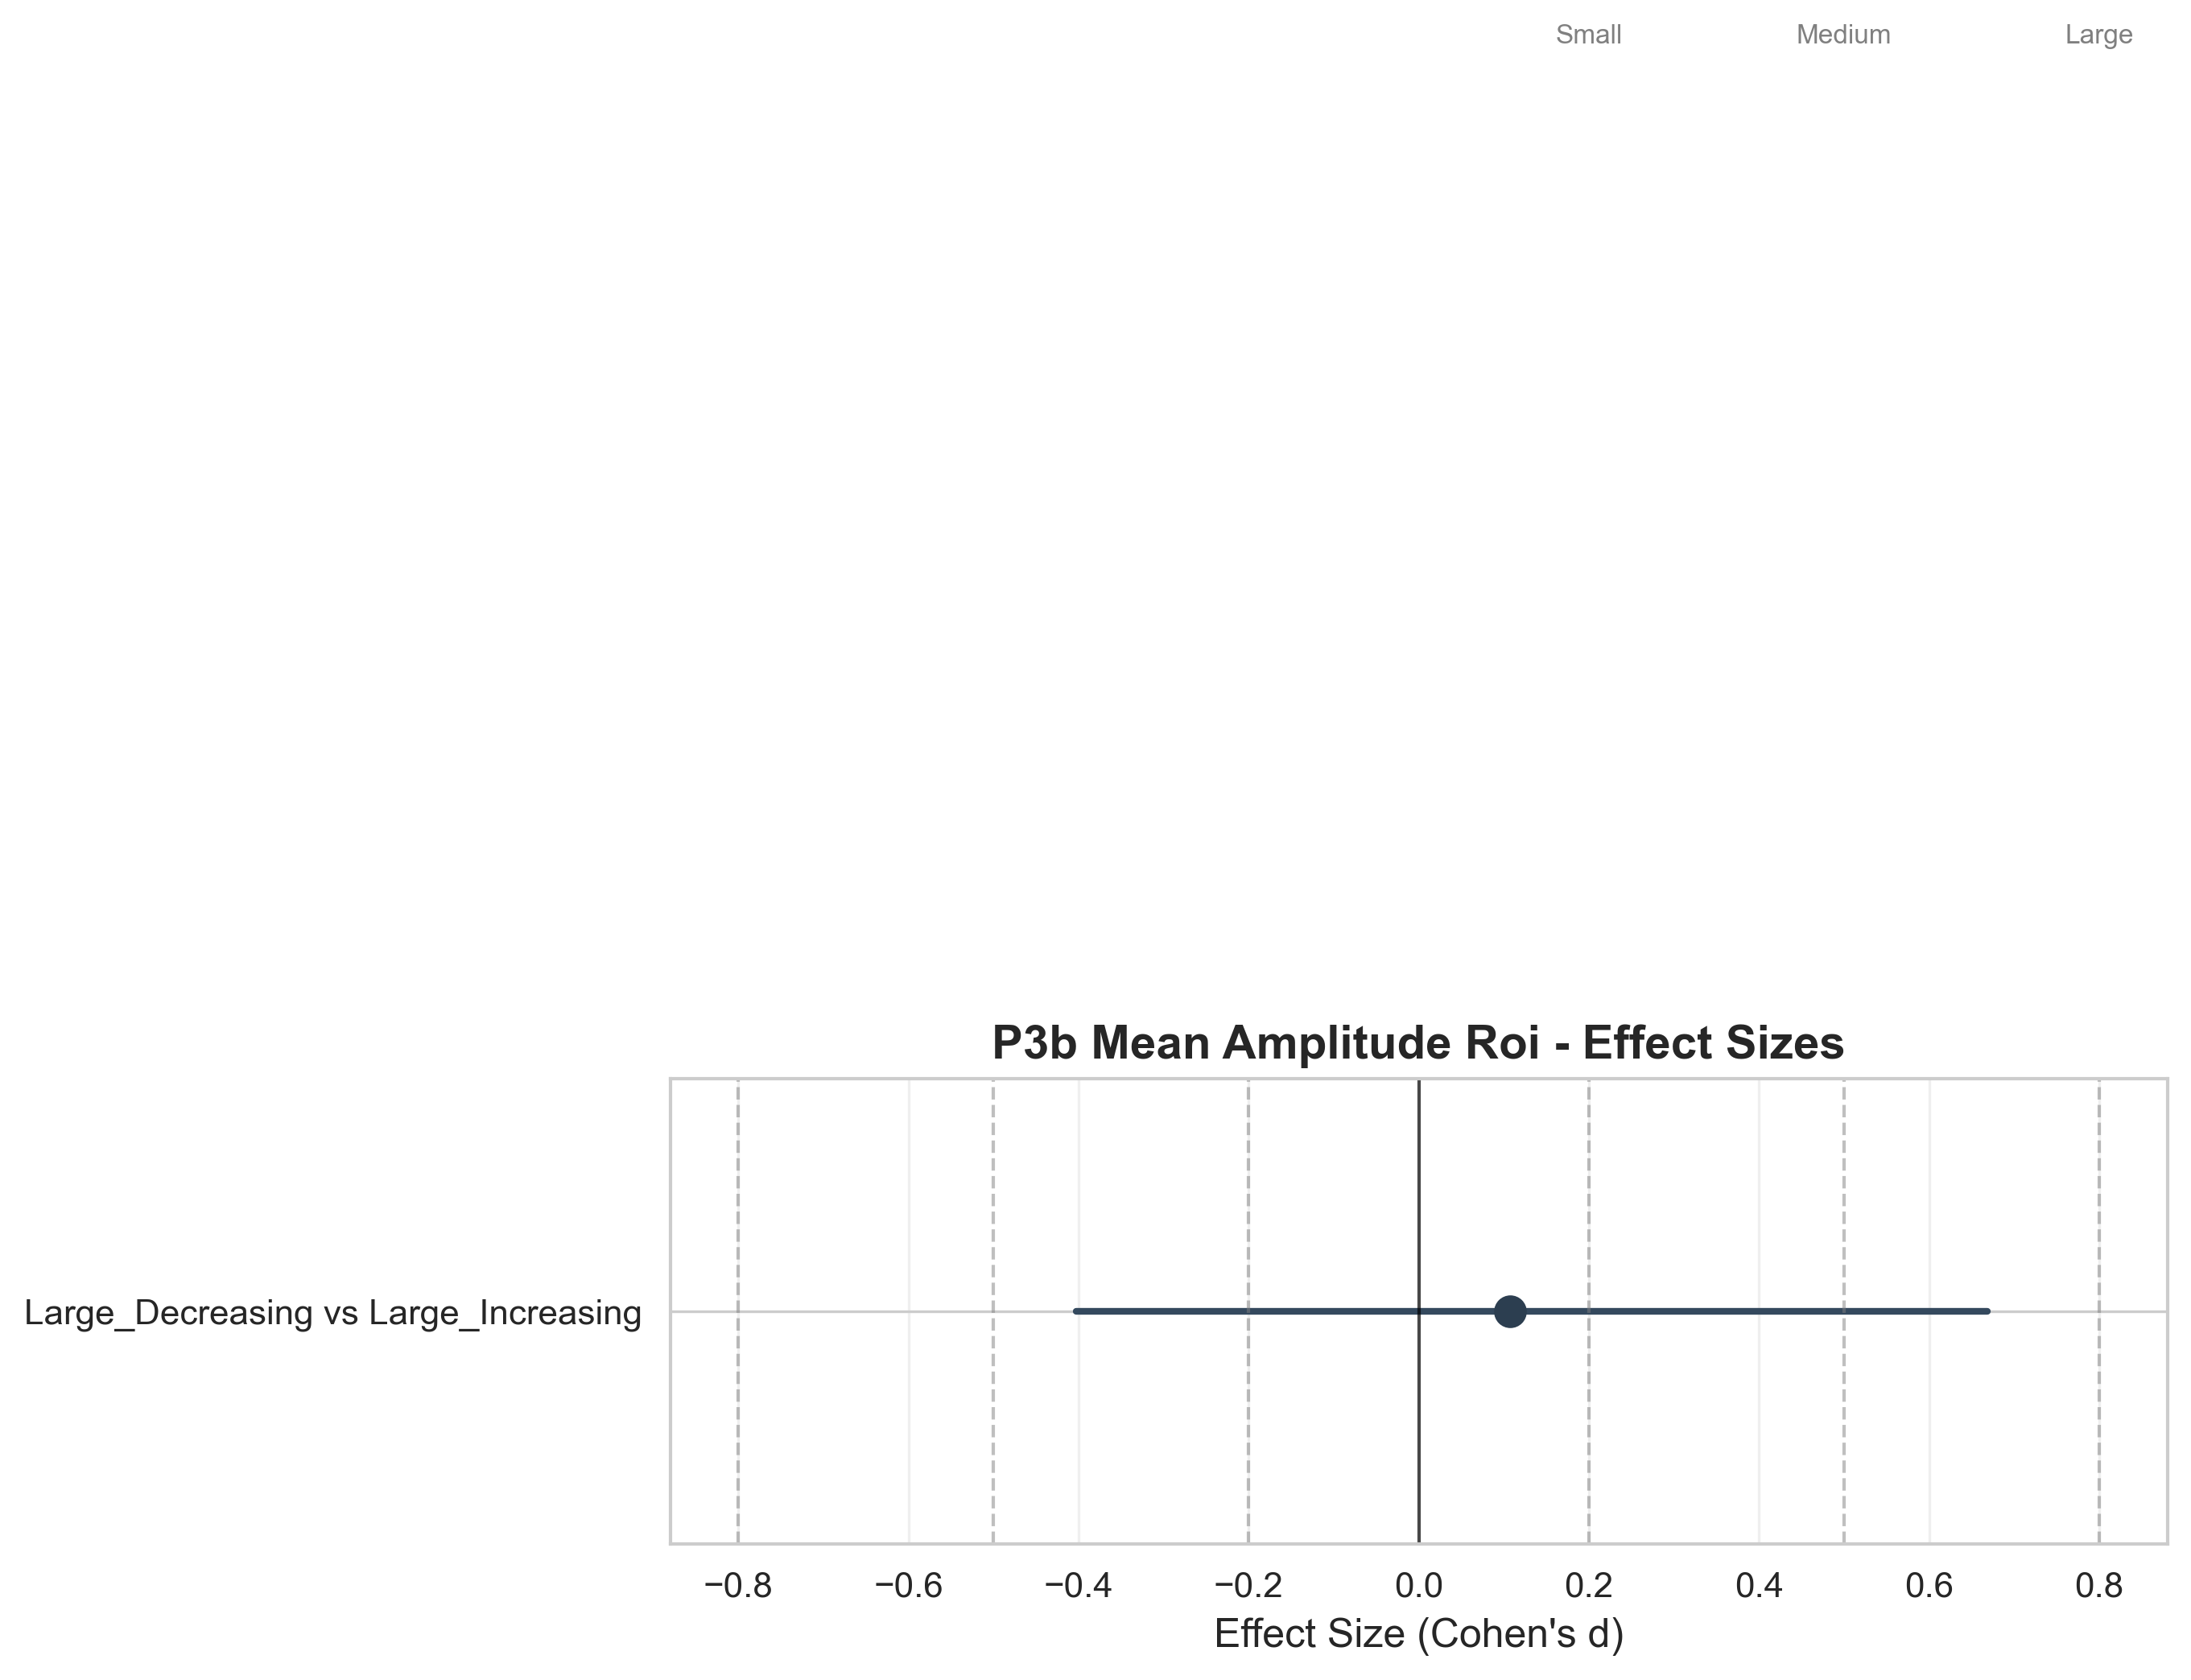 Small Medium Large
P3b Mean Amplitude Roi - Effect Sizes
Large_Decreasing vs Large_Increasing
−0.8 −0.6 −0.4 −0.2 0.0 0.2 0.4 0.6 0.8
Effect Size (Cohen's d)